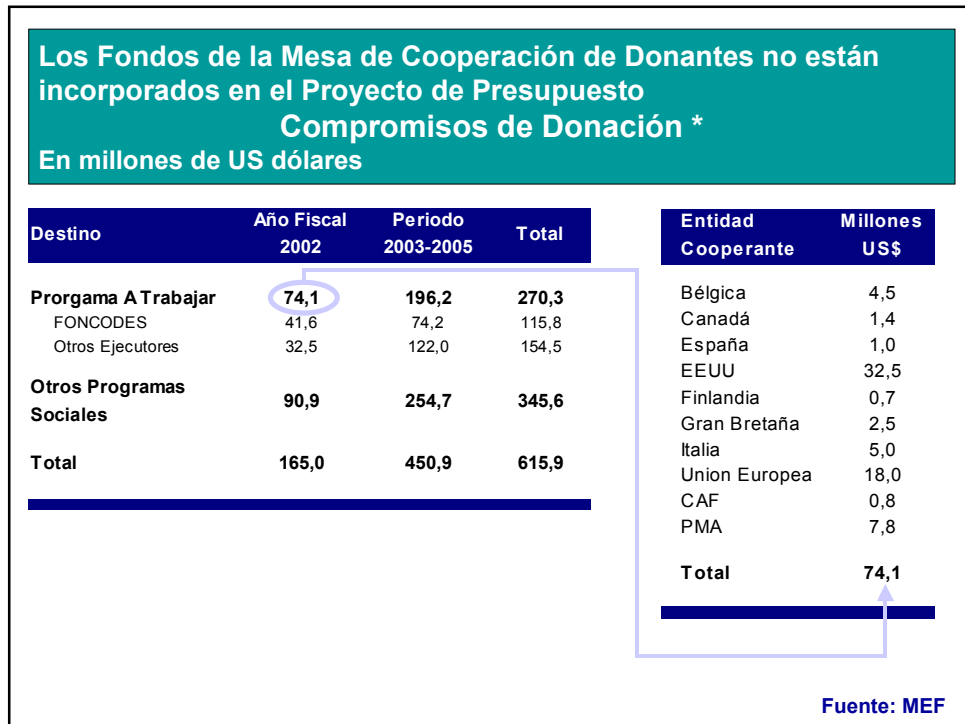 Los Fondos de la Mesa de Cooperación de Donantes no están
incorporados en el Proyecto de Presupuesto
Compromisos de Donación *
En millones de US dólares
Destino Año Fiscal 2002 Periodo 2003-2005 Total
Prorgama A Trabajar 74,1 196,2 270,3
FONCODES 41,6 74,2 115,8
Otros Ejecutores 32,5 122,0 154,5
Otros Programas
Sociales 90,9 254,7 345,6
Total 165,0 450,9 615,9
Entidad Millones
Cooperante US$
Bélgica 4,5
Canadá 1,4
España 1,0
EEUU 32,5
Finlandia 0,7
Gran Bretaña 2,5
Italia 5,0
Union Europea 18,0
CAF 0,8
PMA 7,8
Total 74,1
Fuente: MEF